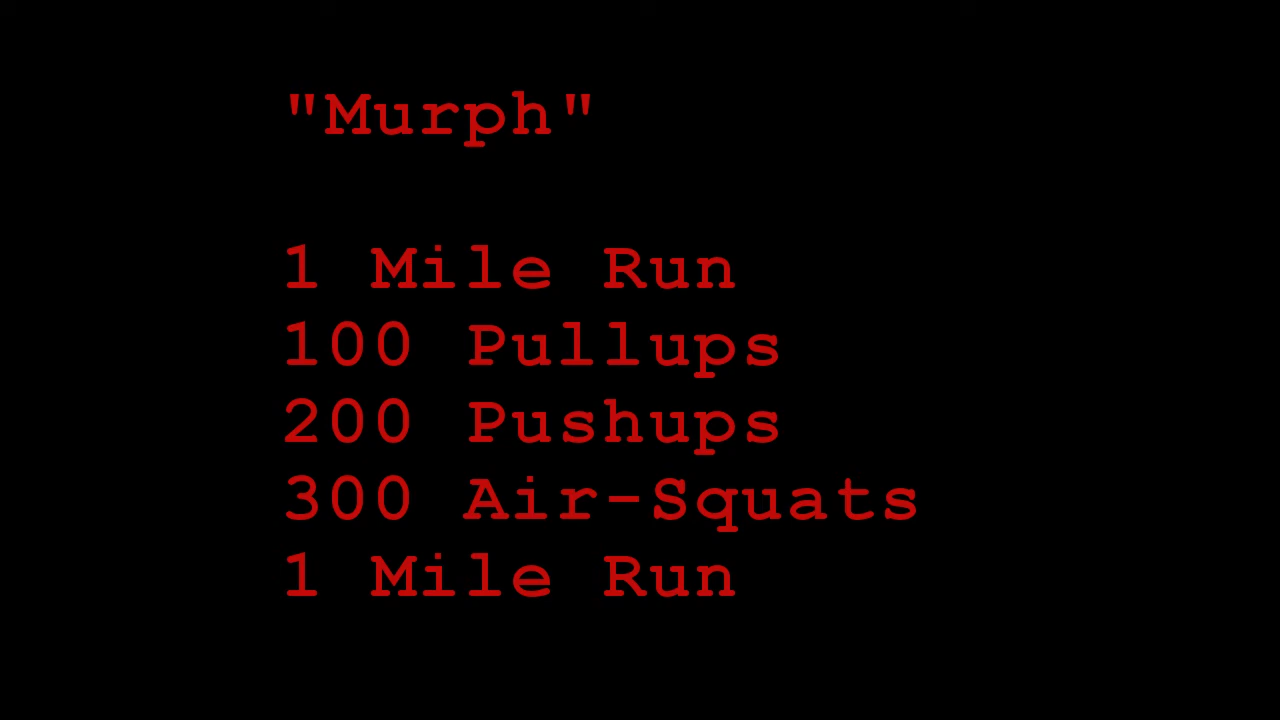 "Murph"
1 Mile Run
100 Pullups
200 Pushups
300 Air-Squats
1 Mile Run